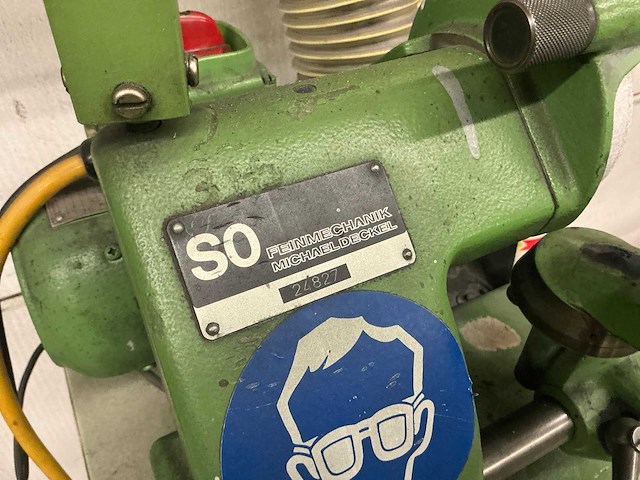 SO
FEINMECHANIK
MICHAEL DECKEL
24827